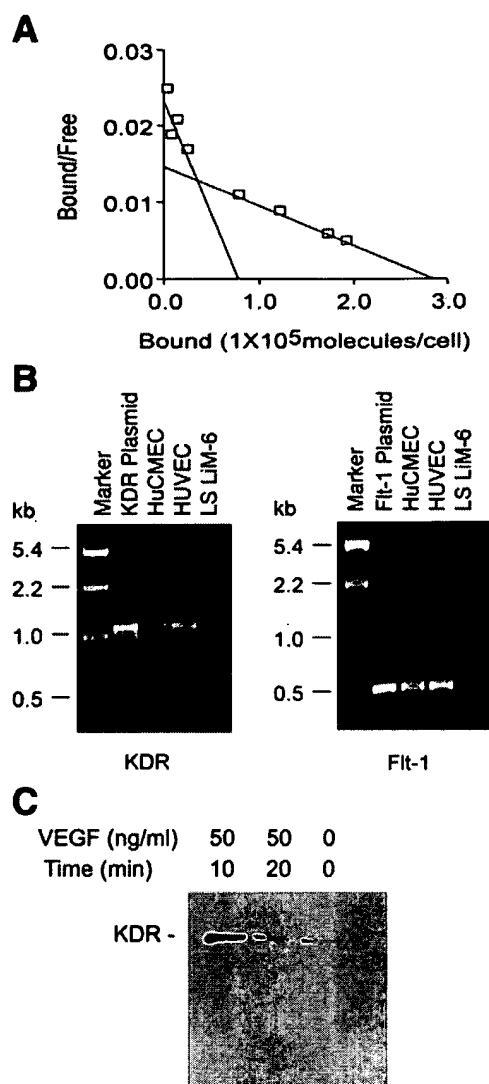 A
0.03
0.02
0.01
0.00
Bound/Free
0.0 1.0 2.0 3.0
Bound (1X10⁵molecules/cell)
B
kb
Marker
KDR Plasmid
HuCMEC
HUVEC
LS LiM-6
5.4
2.2
1.0
0.5
KDR
kb
Marker
Flt-1 Plasmid
HuCMEC
HUVEC
LS LiM-6
5.4
2.2
1.0
0.5
Flt-1
C
VEGF (ng/ml) 50 50 0
Time (min) 10 20 0
KDR -